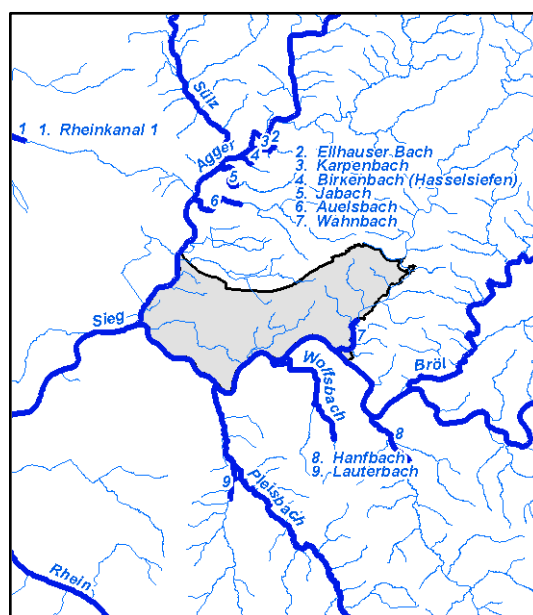 Sülz
1 1. Rheinkanal 1
Agger
2
3
4
5
6
2. Ellhauser Bach
3. Karpenbach
4. Birkenbach (Hasselsiefen)
5. Jabach
6. Auelsbach
7. Wahnbach
Sieg
7
Wolfsbach
Bröl
8
8. Hanfbach
9. Lauterbach
9
Pleisbach
Rhein